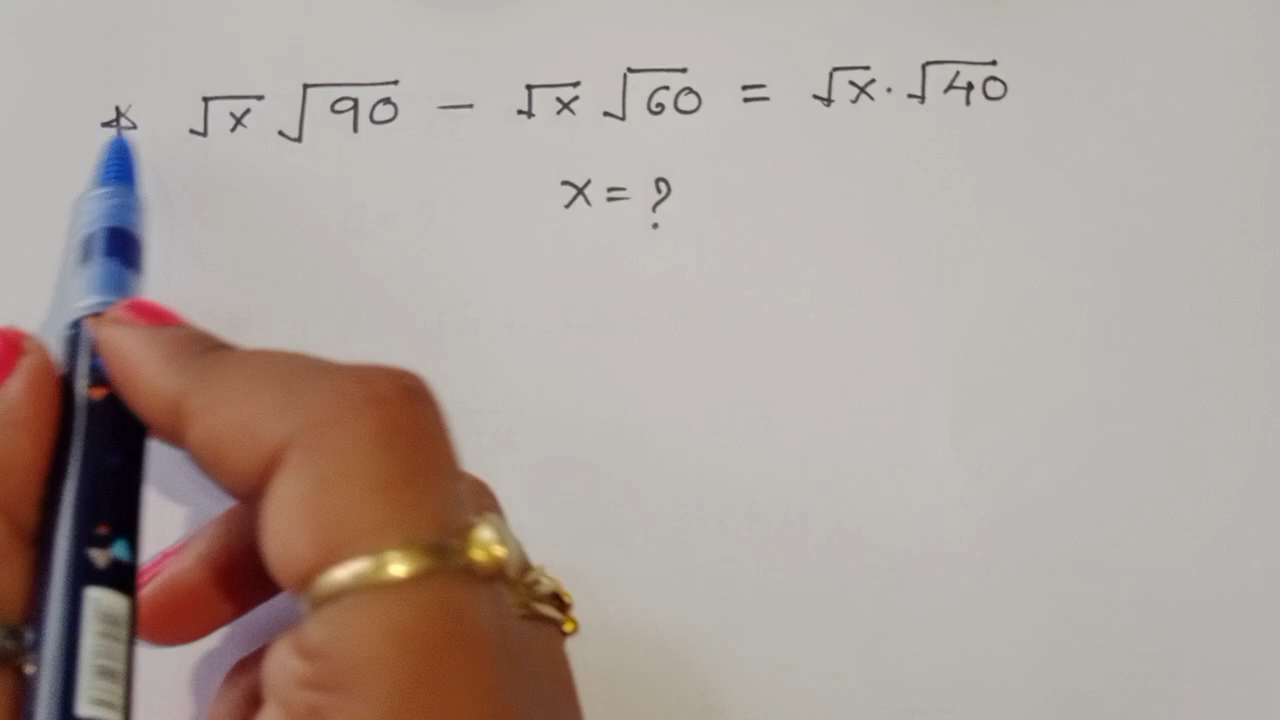 * √x √90 − √x √60 = √x · √40
x = ?